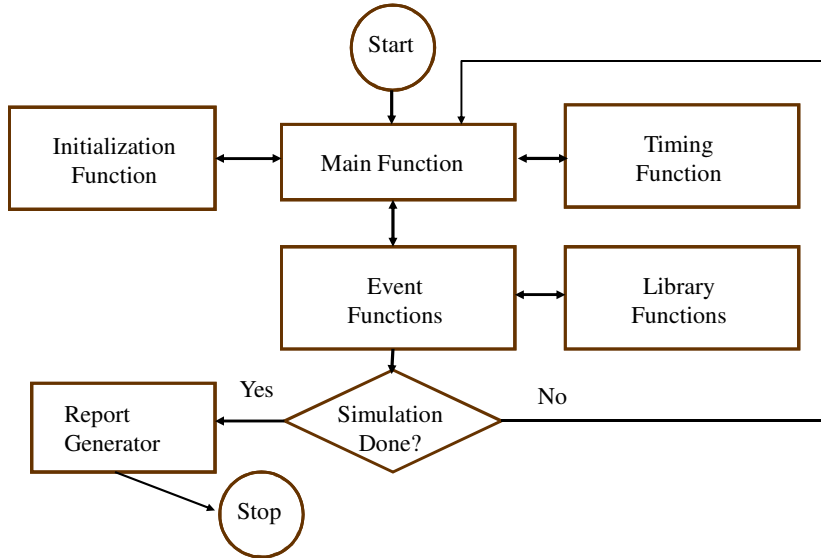 Start
Initialization
Function
Main Function
Timing
Function
Event
Functions
Library
Functions
Yes
No
Simulation
Done?
Report
Generator
Stop